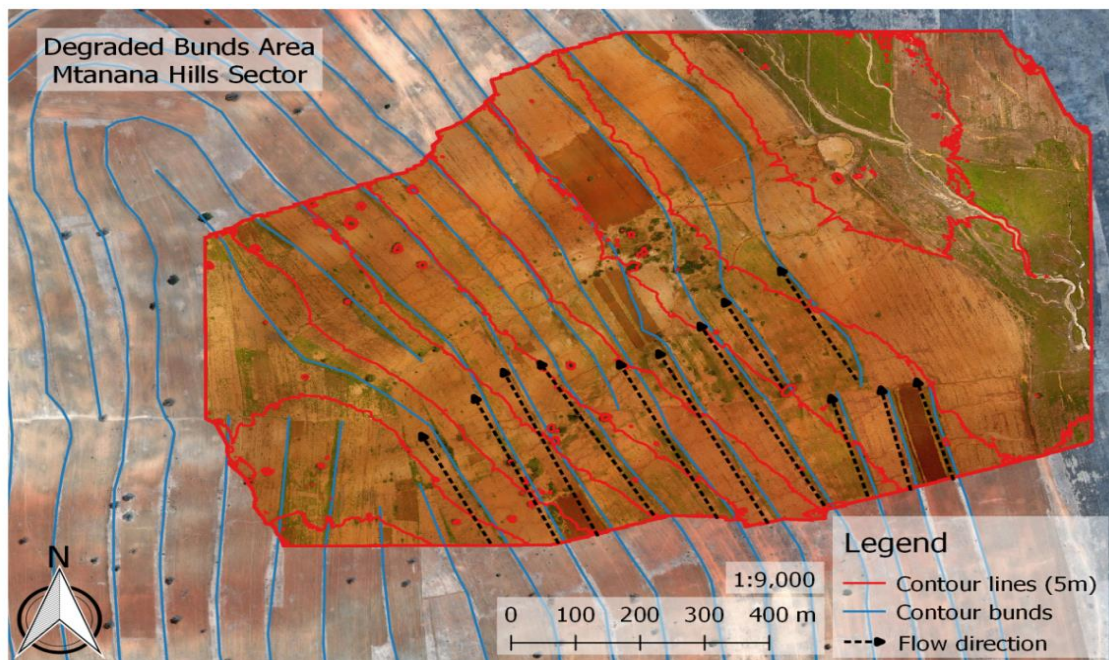 Degraded Bunds Area
Mtanana Hills Sector
N
1:9,000
0 100 200 300 400 m
Legend
Contour lines (5m)
Contour bunds
Flow direction